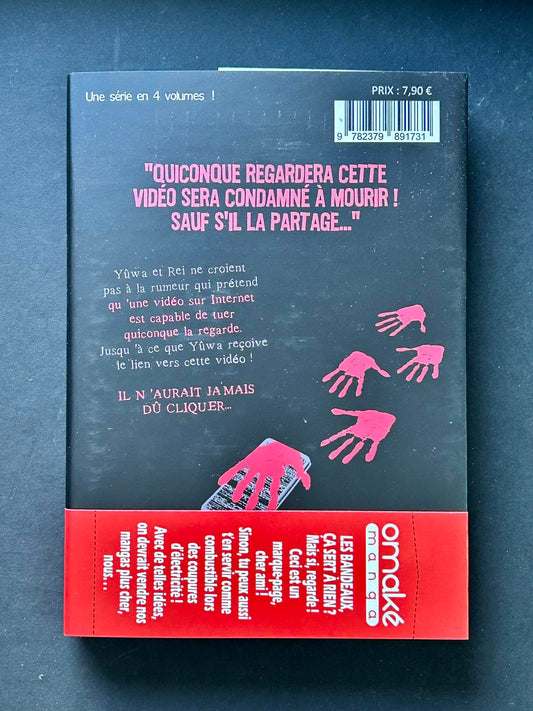 Une série en 4 volumes !
PRIX : 7,90 €
9 782379 891731
"QUICONQUE REGARDERA CETTE
VIDÉO SERA CONDAMNÉ À MOURIR !
SAUF S'IL LA PARTAGE..."
Yûwa et Rei ne croient
pas à la rumeur qui prétend
qu'une vidéo sur Internet
est capable de tuer
quiconque la regarde.
Jusqu'à ce que Yûwa reçoive
le lien vers cette vidéo !
IL N'AURAIT JAMAIS
DÛ CLIQUER...
omaké
manga
LES BANDEAUX,
ÇA SERT À RIEN ?
Mais si, regarde !
Ceci est un
marque-page,
cher ami !
Sinon, tu peux aussi
t'en servir comme
combustible lors
des coupures
d'électricité !
Avec de telles idées,
on devrait vendre nos
mangas plus cher,
nous...